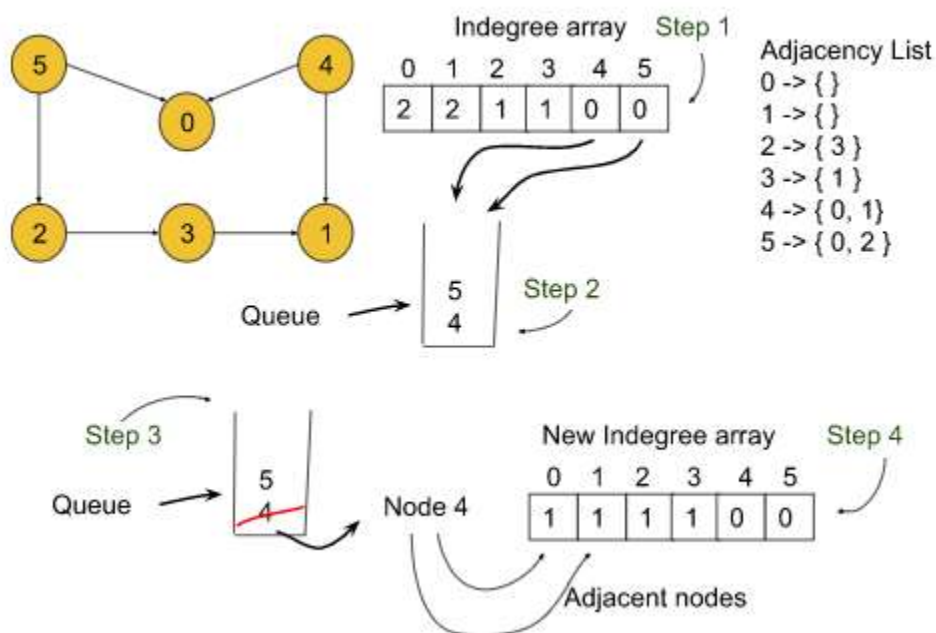 Indegree array
Step 1
5
4
0
2
3
1
0 1 2 3 4 5
2 2 1 1 0 0
Adjacency List
0 -> { }
1 -> { }
2 -> { 3 }
3 -> { 1 }
4 -> { 0, 1}
5 -> { 0, 2 }
5
4
Queue
Step 2
Step 3
Queue
5
4
Node 4
New Indegree array
Step 4
0 1 2 3 4 5
1 1 1 1 0 0
Adjacent nodes